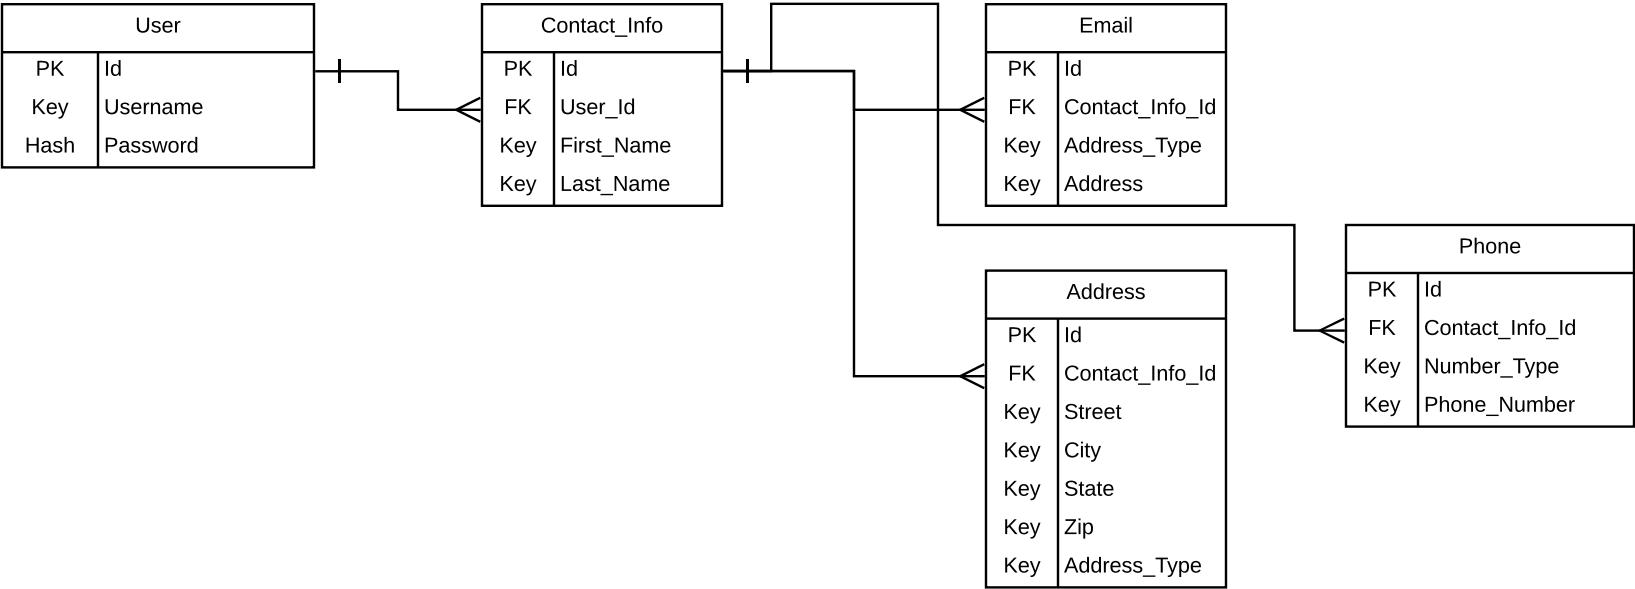 User
PK Id
Key Username
Hash Password
Contact_Info
PK Id
FK User_Id
Key First_Name
Key Last_Name
Email
PK Id
FK Contact_Info_Id
Key Address_Type
Key Address
Address
PK Id
FK Contact_Info_Id
Key Street
Key City
Key State
Key Zip
Key Address_Type
Phone
PK Id
FK Contact_Info_Id
Key Number_Type
Key Phone_Number